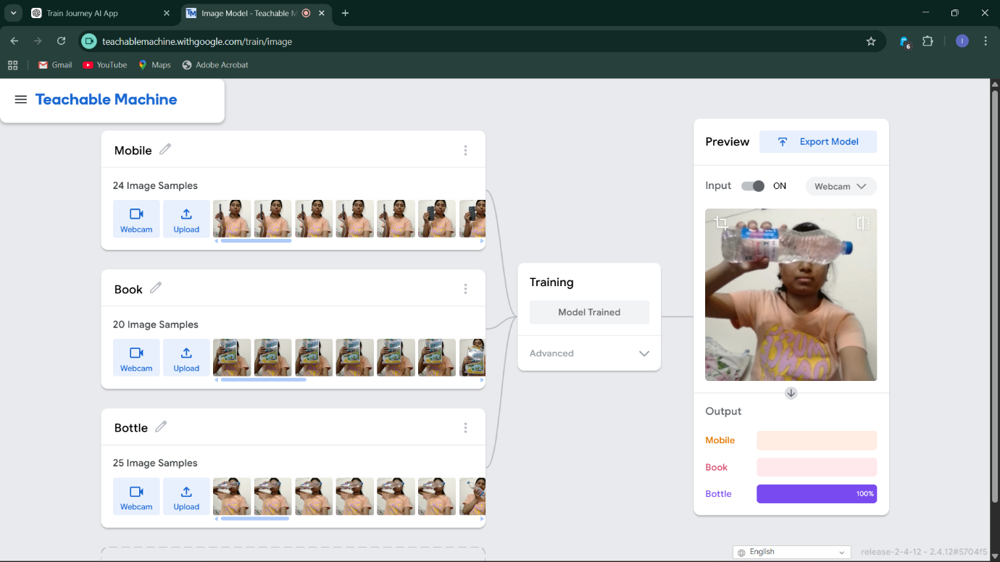 Train Journey AI App
Image Model - Teachable M
teachablemachine.withgoogle.com/train/image
6
I
Gmail
YouTube
Maps
Adobe Acrobat
Teachable Machine
Mobile
24 Image Samples
Webcam
Upload
Book
20 Image Samples
Webcam
Upload
Bottle
25 Image Samples
Webcam
Upload
Training
Model Trained
Advanced
Preview
Export Model
Input
ON
Webcam
Output
Mobile
Book
Bottle
100%
English
release-2-4-12 - 2.4.12#5704f5